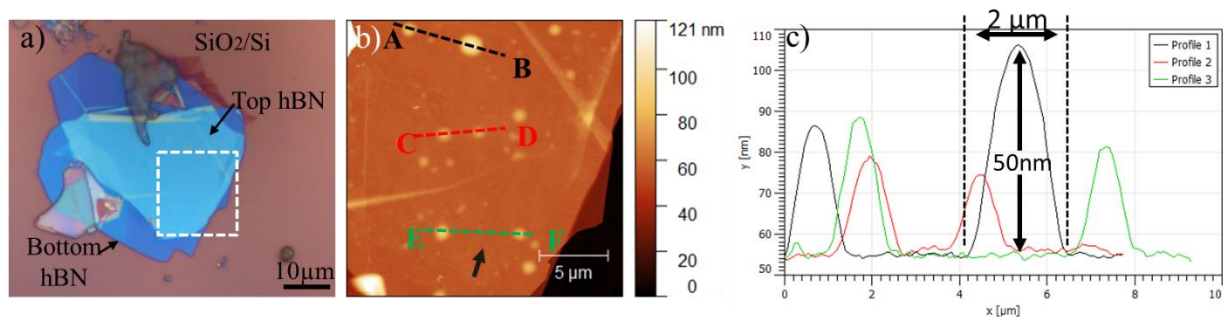 a)
SiO2/Si
Top hBN
Bottom
hBN
10µm
b)
A
B
C
D
E
F
5 µm
121 nm
100
80
60
40
20
0
c)
2 µm
50nm
Profile 1
Profile 2
Profile 3
110
100
90
80
70
60
50
y [nm]
0
2
4
6
8
x [µm]